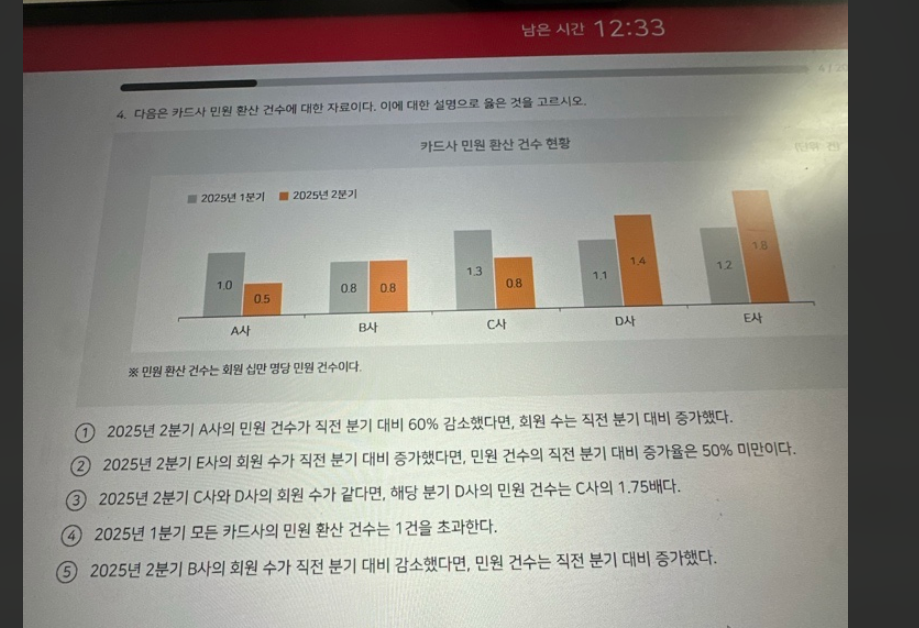 남은 시간 12:33
4. 다음은 카드사 민원 환산 건수에 대한 자료이다. 이에 대한 설명으로 옳은 것을 고르시오.
카드사 민원 환산 건수 현황
2025년 1분기 2025년 2분기
1.0 0.5 0.8 0.8 1.3 0.8 1.1 1.4 1.2 1.8
A사 B사 C사 D사 E사
※ 민원 환산 건수는 회원 십만 명당 민원 건수이다.
① 2025년 2분기 A사의 민원 건수가 직전 분기 대비 60% 감소했다면, 회원 수는 직전 분기 대비 증가했다.
② 2025년 2분기 E사의 회원 수가 직전 분기 대비 증가했다면, 민원 건수의 직전 분기 대비 증가율은 50% 미만이다.
③ 2025년 2분기 C사와 D사의 회원 수가 같다면, 해당 분기 D사의 민원 건수는 C사의 1.75배다.
④ 2025년 1분기 모든 카드사의 민원 환산 건수는 1건을 초과한다.
⑤ 2025년 2분기 B사의 회원 수가 직전 분기 대비 감소했다면, 민원 건수는 직전 분기 대비 증가했다.